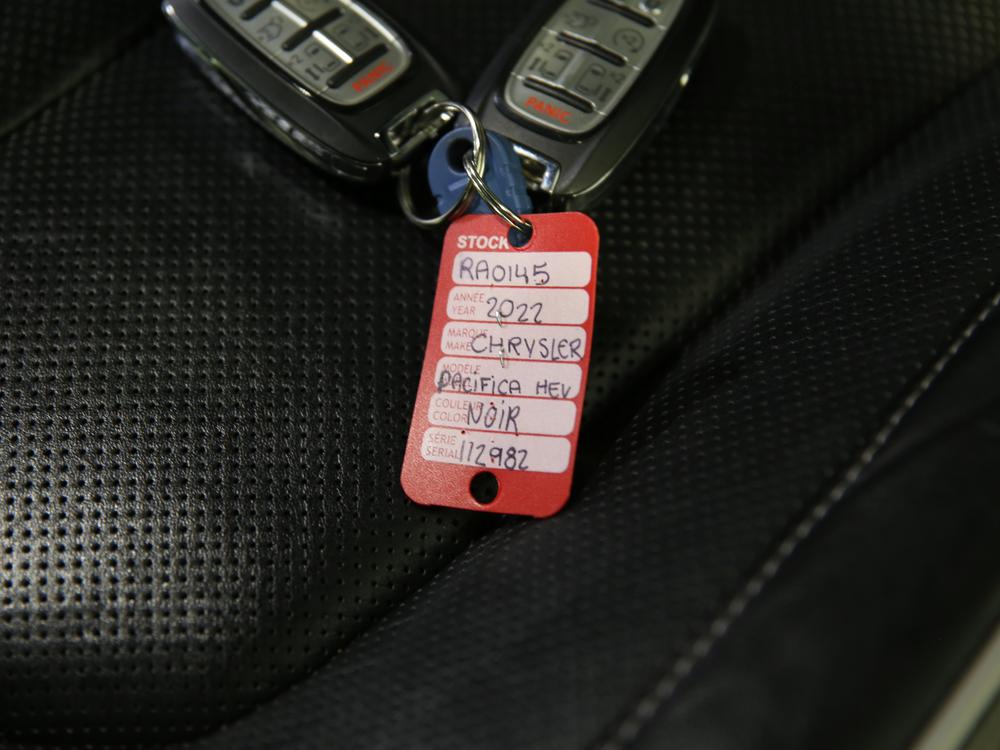 PANIC
PANIC
STOCK
RA0145
ANNÉE
YEAR 2022
MARQUE
MAKE CHRYSLER
MODÈLE
PACIFICA HEV
COULEUR
COLOR NOIR
SÉRIE
SERIAL 112982